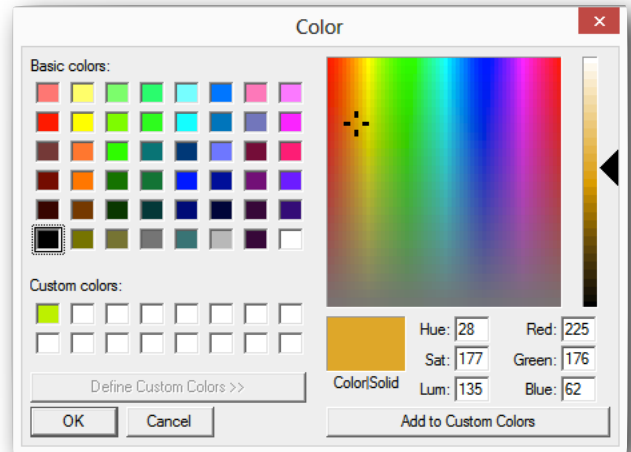 Color
Basic colors:
Custom colors:
Define Custom Colors >>
OK
Cancel
Color|Solid
Hue: 28
Sat: 177
Lum: 135
Red: 225
Green: 176
Blue: 62
Add to Custom Colors